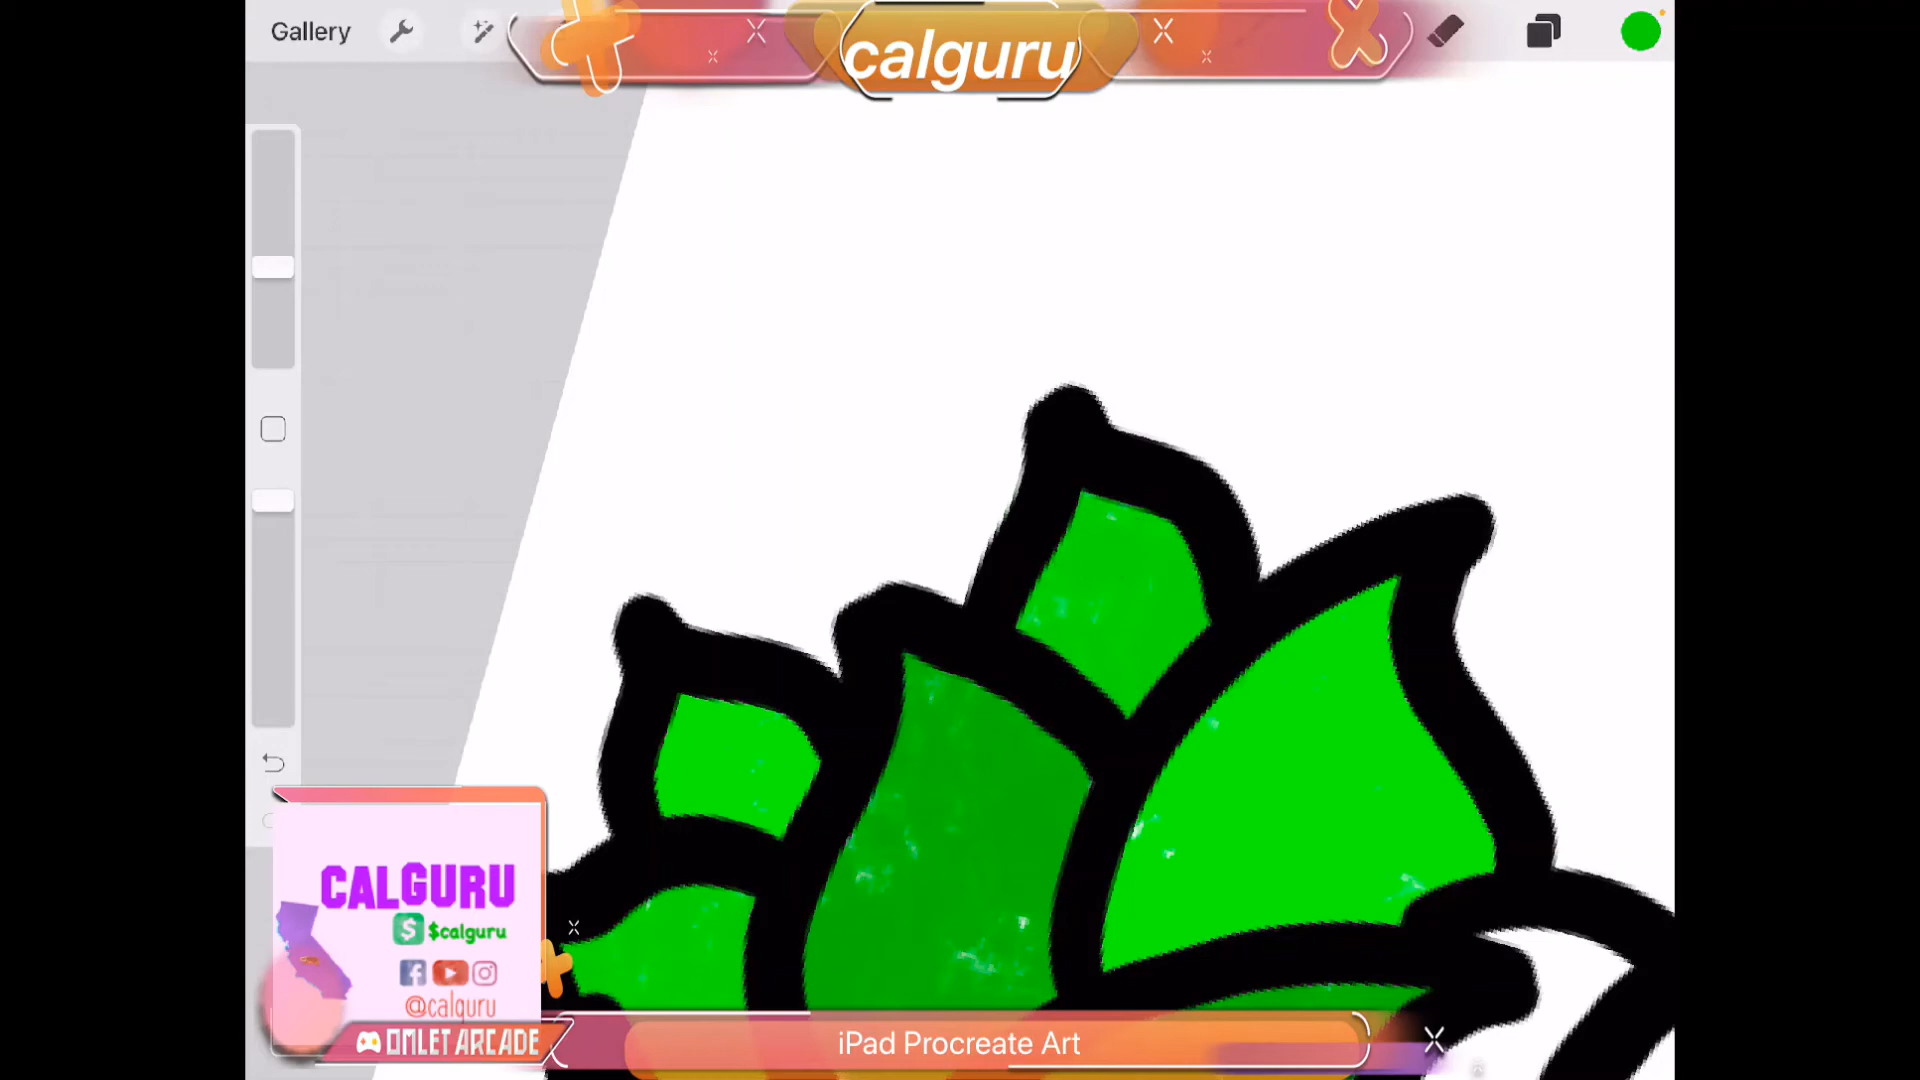 Gallery
calguru
CALGURU
$ $calguru
@calguru
OMLET ARCADE
iPad Procreate Art